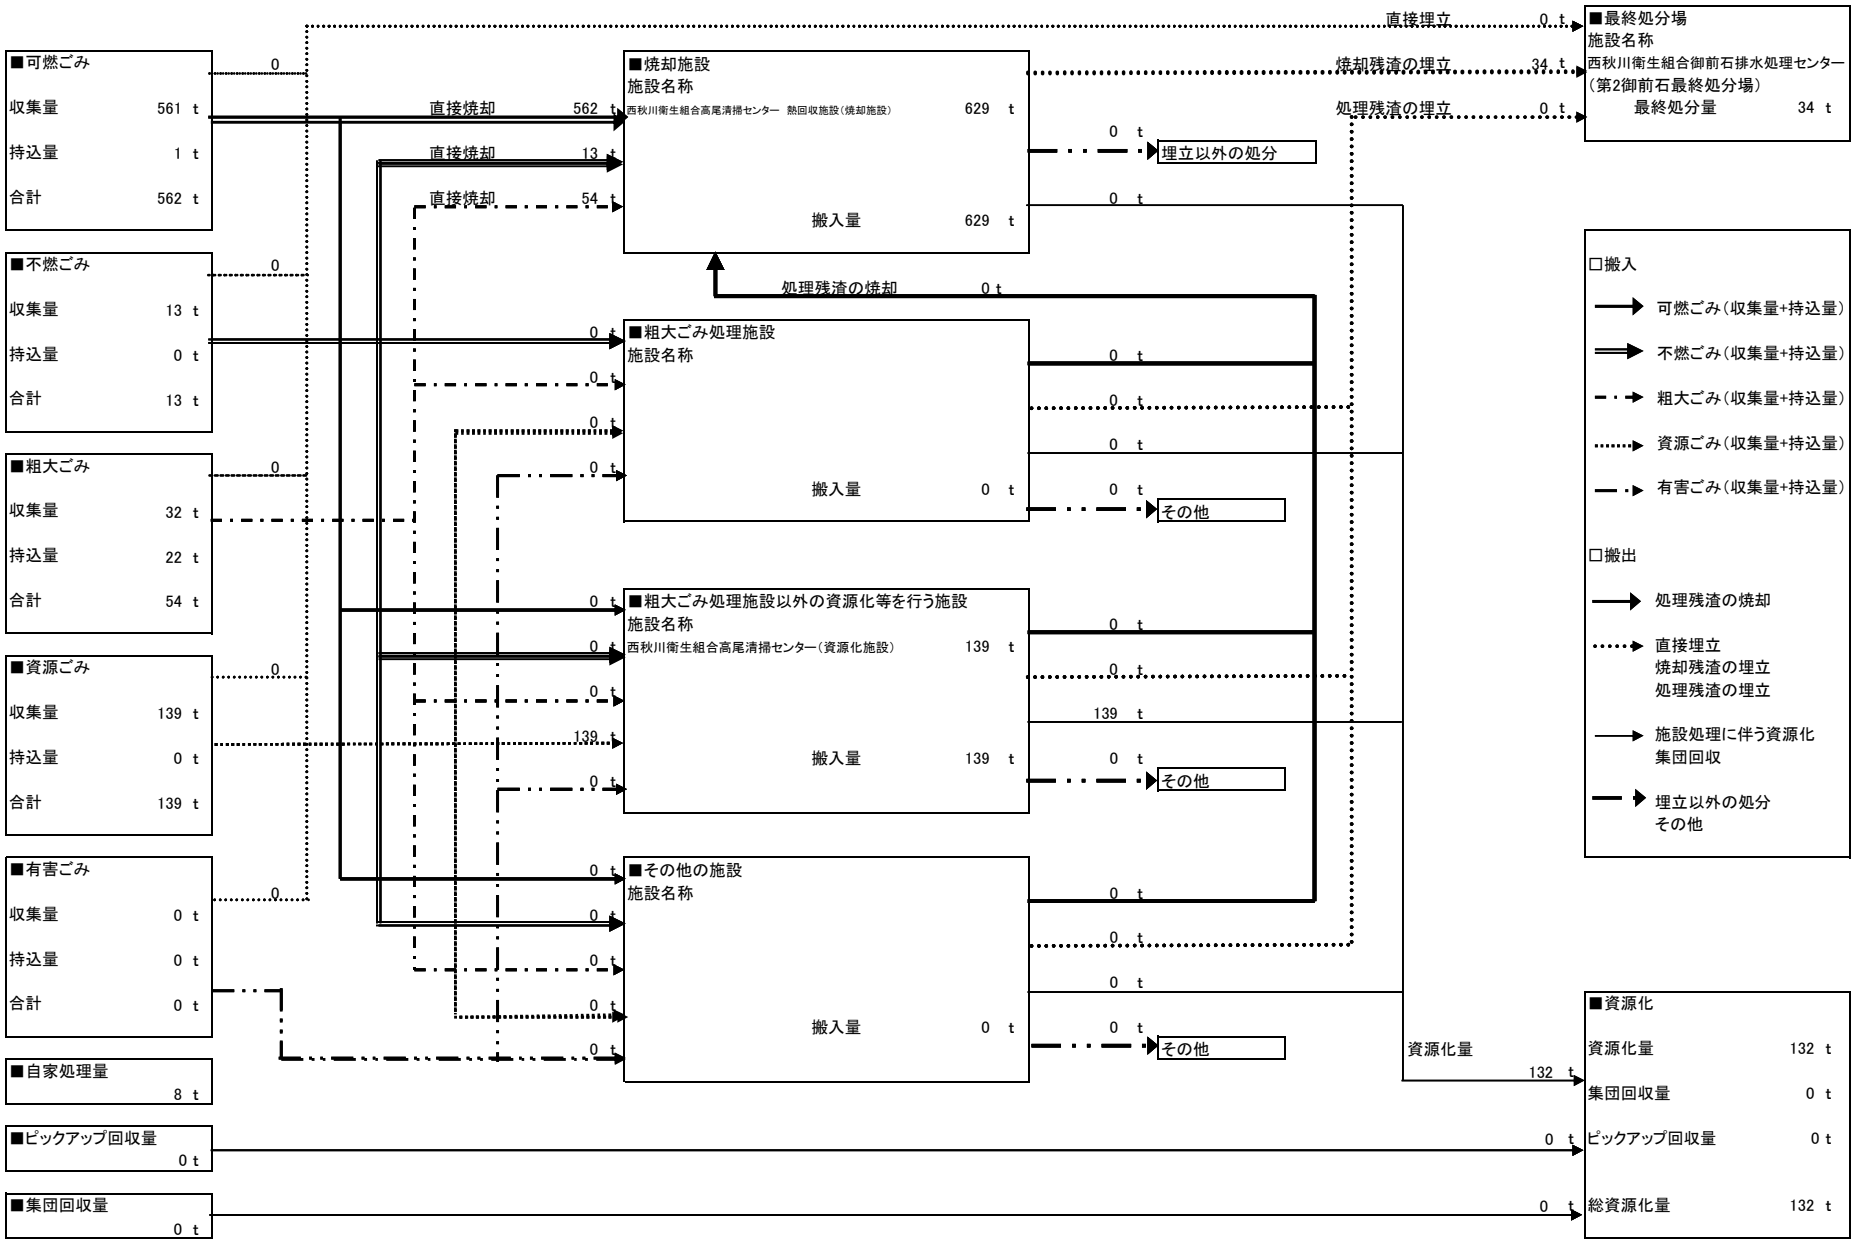 ■可燃ごみ
収集量 561 t
持込量 1 t
合計 562 t
■不燃ごみ
収集量 13 t
持込量 0 t
合計 13 t
■粗大ごみ
収集量 32 t
持込量 22 t
合計 54 t
■資源ごみ
収集量 139 t
持込量 0 t
合計 139 t
■有害ごみ
収集量 0 t
持込量 0 t
合計 0 t
■自家処理量
8 t
■ピックアップ回収量
0 t
■集団回収量
0 t
0
0
0
0
0
直接焼却 562 t
直接焼却 13 t
直接焼却 54 t
■焼却施設
施設名称
西秋川衛生組合高尾清掃センター 熱回収施設(焼却施設) 629 t
搬入量 629 t
処理残渣の焼却 0 t
0 t
0 t
0 t
0 t
■粗大ごみ処理施設
施設名称
搬入量 0 t
0 t
0 t
0 t
139 t
0 t
■粗大ごみ処理施設以外の資源化等を行う施設
施設名称
西秋川衛生組合高尾清掃センター(資源化施設) 139 t
搬入量 139 t
0 t
0 t
0 t
0 t
0 t
■その他の施設
施設名称
搬入量 0 t
直接埋立 0 t
焼却残渣の埋立 34 t
処理残渣の埋立 0 t
0 t
埋立以外の処分
0 t
0 t
0 t
0 t
0 t
その他
0 t
0 t
139 t
0 t
その他
0 t
0 t
0 t
0 t
その他
資源化量
132 t
0 t
0 t
■最終処分場
施設名称
西秋川衛生組合御前石排水処理センター
(第2御前石最終処分場)
最終処分量 34 t
□搬入
可燃ごみ(収集量+持込量)
不燃ごみ(収集量+持込量)
粗大ごみ(収集量+持込量)
資源ごみ(収集量+持込量)
有害ごみ(収集量+持込量)
□搬出
処理残渣の焼却
直接埋立
焼却残渣の埋立
処理残渣の埋立
施設処理に伴う資源化
集団回収
埋立以外の処分
その他
■資源化
資源化量 132 t
集団回収量 0 t
ピックアップ回収量 0 t
総資源化量 132 t